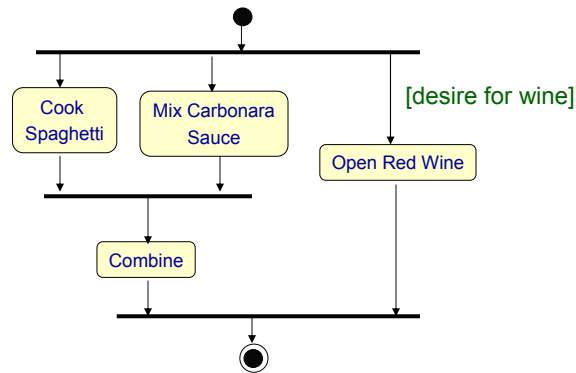 [desire for wine]
Cook
Spaghetti
Mix Carbonara
Sauce
Open Red Wine
Combine